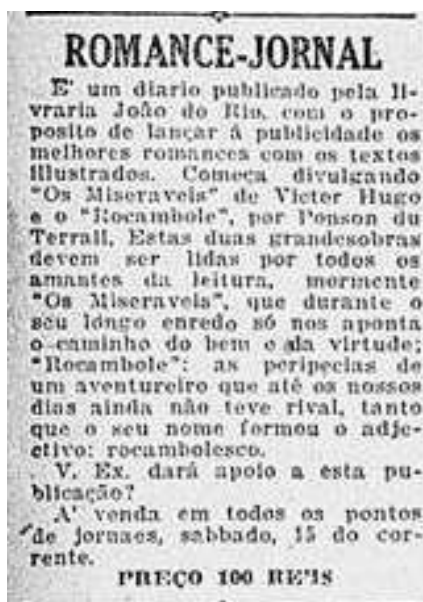 ROMANCE-JORNAL
E' um diario publicado pela li-
vraria João do Rio, com o pro-
posito de lançar á publicidade os
melhores romances com os textos
illustrados. Começa divulgando
"Os Miseraveis" de Victor Hugo
e o "Rocambole", por Ponson du
Terrail. Estas duas grandesobras
devem ser lidas por todos os
amantes da leitura, mormente
"Os Miseraveis", que durante o
seu longo enredo só nos aponta
o caminho do bem e da virtude;
"Rocambole": as peripecias de
um aventureiro que até os nossos
dias ainda não teve rival, tanto
que o seu nome formou o adje-
ctivo: rocambolesco.
V. Ex. dará apoio a esta pu-
blicação?
A' venda em todos os pontos
de jornaes, sabbado, 15 do cor-
rente.
PREÇO 100 RE'IS